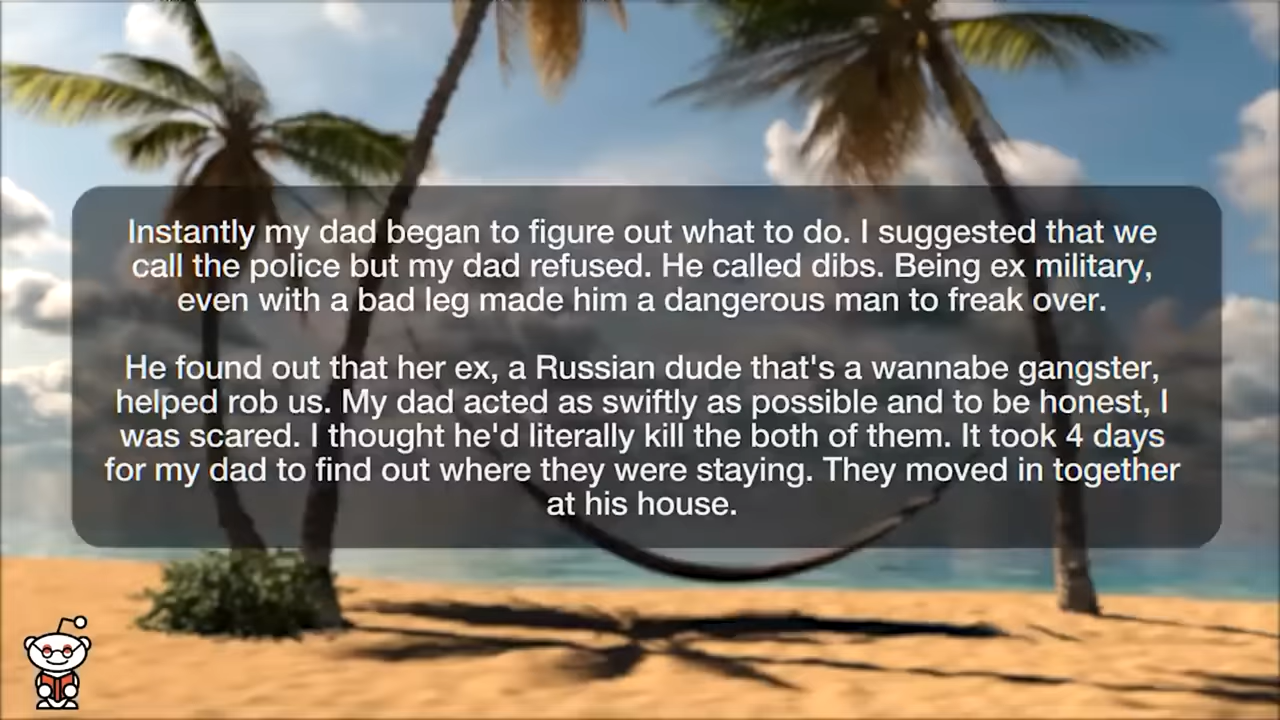 Instantly my dad began to figure out what to do. I suggested that we
call the police but my dad refused. He called dibs. Being ex military,
even with a bad leg made him a dangerous man to freak over.
He found out that her ex, a Russian dude that's a wannabe gangster,
helped rob us. My dad acted as swiftly as possible and to be honest, I
was scared. I thought he'd literally kill the both of them. It took 4 days
for my dad to find out where they were staying. They moved in together
at his house.